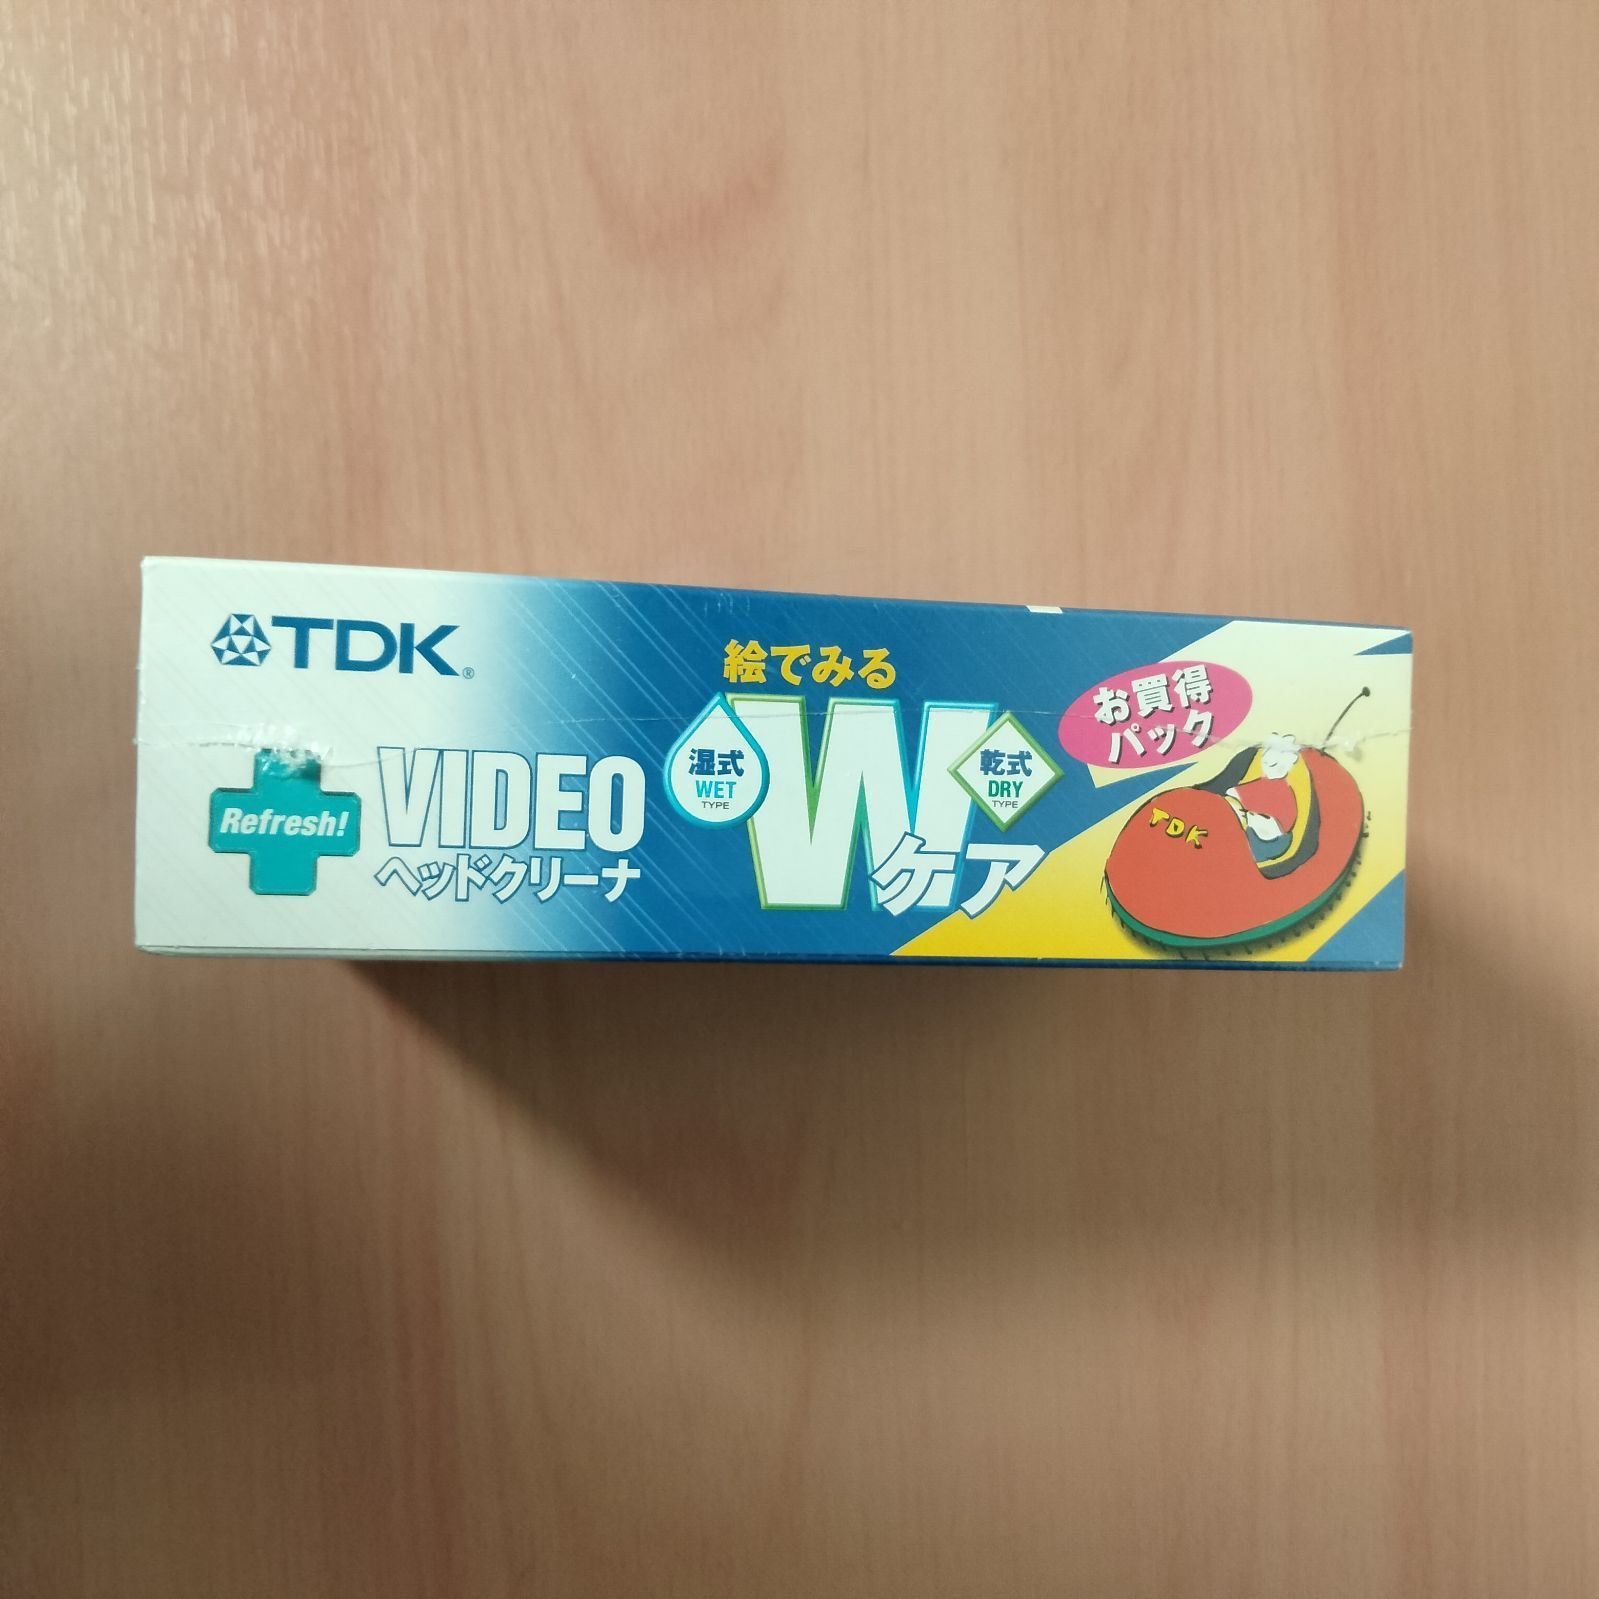 TDK®
Refresh!
VIDEO
ヘッドクリーナ
絵でみる
湿式
WET
TYPE
W
ケア
乾式
DRY
TYPE
お買得
パック
TDK